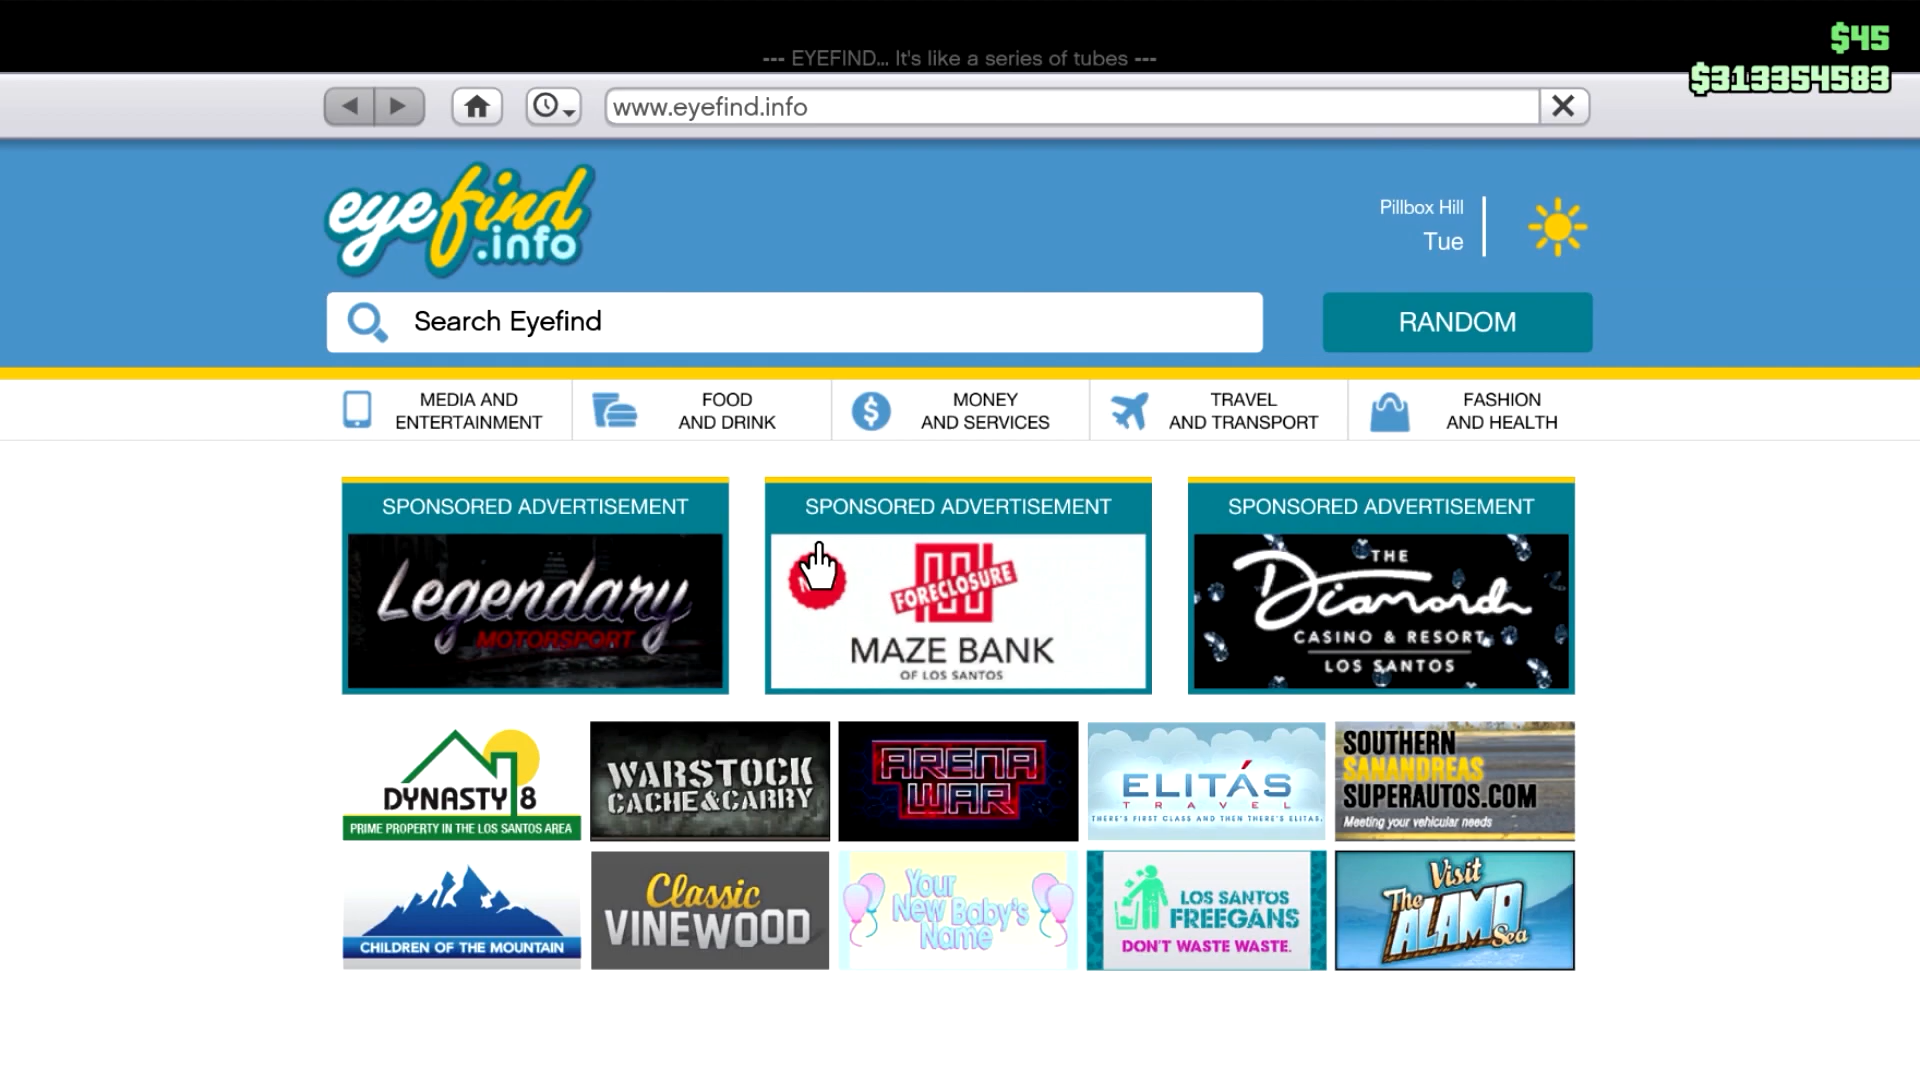 $45
--- EYEFIND... It's like a series of tubes ---
$313354583
www.eyefind.info
eyefind
.info
Pillbox Hill
Tue
Search Eyefind
RANDOM
MEDIA AND
ENTERTAINMENT
FOOD
AND DRINK
MONEY
AND SERVICES
TRAVEL
AND TRANSPORT
FASHION
AND HEALTH
SPONSORED ADVERTISEMENT
Legendary
MOTORSPORT
SPONSORED ADVERTISEMENT
FORECLOSURE
MAZE BANK
OF LOS SANTOS
SPONSORED ADVERTISEMENT
THE
Diamond
CASINO & RESORT
LOS SANTOS
DYNASTY 8
PRIME PROPERTY IN THE LOS SANTOS AREA
WARSTOCK
CACHE&CARRY
ARENA
WAR
ELITÁS
TRAVEL
THERE'S FIRST CLASS AND THEN THERE'S ELITAS.
SOUTHERN
SANANDREAS
SUPERAUTOS.COM
Meeting your vehicular needs
CHILDREN OF THE MOUNTAIN
Classic
VINEWOOD
Your
New Baby's
Name
LOS SANTOS
FREEGANS
DON'T WASTE WASTE.
Visit
The
ALAMO
Sea